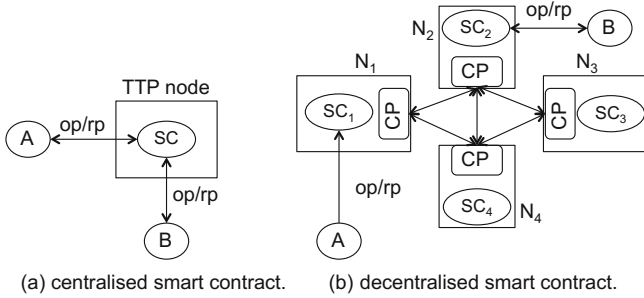 TTP node
A
op/rp
SC
op/rp
B
(a) centralised smart contract.
N2
SC2
op/rp
B
CP
N1
SC1
CP
N3
CP
SC3
CP
SC4
N4
op/rp
A
(b) decentralised smart contract.